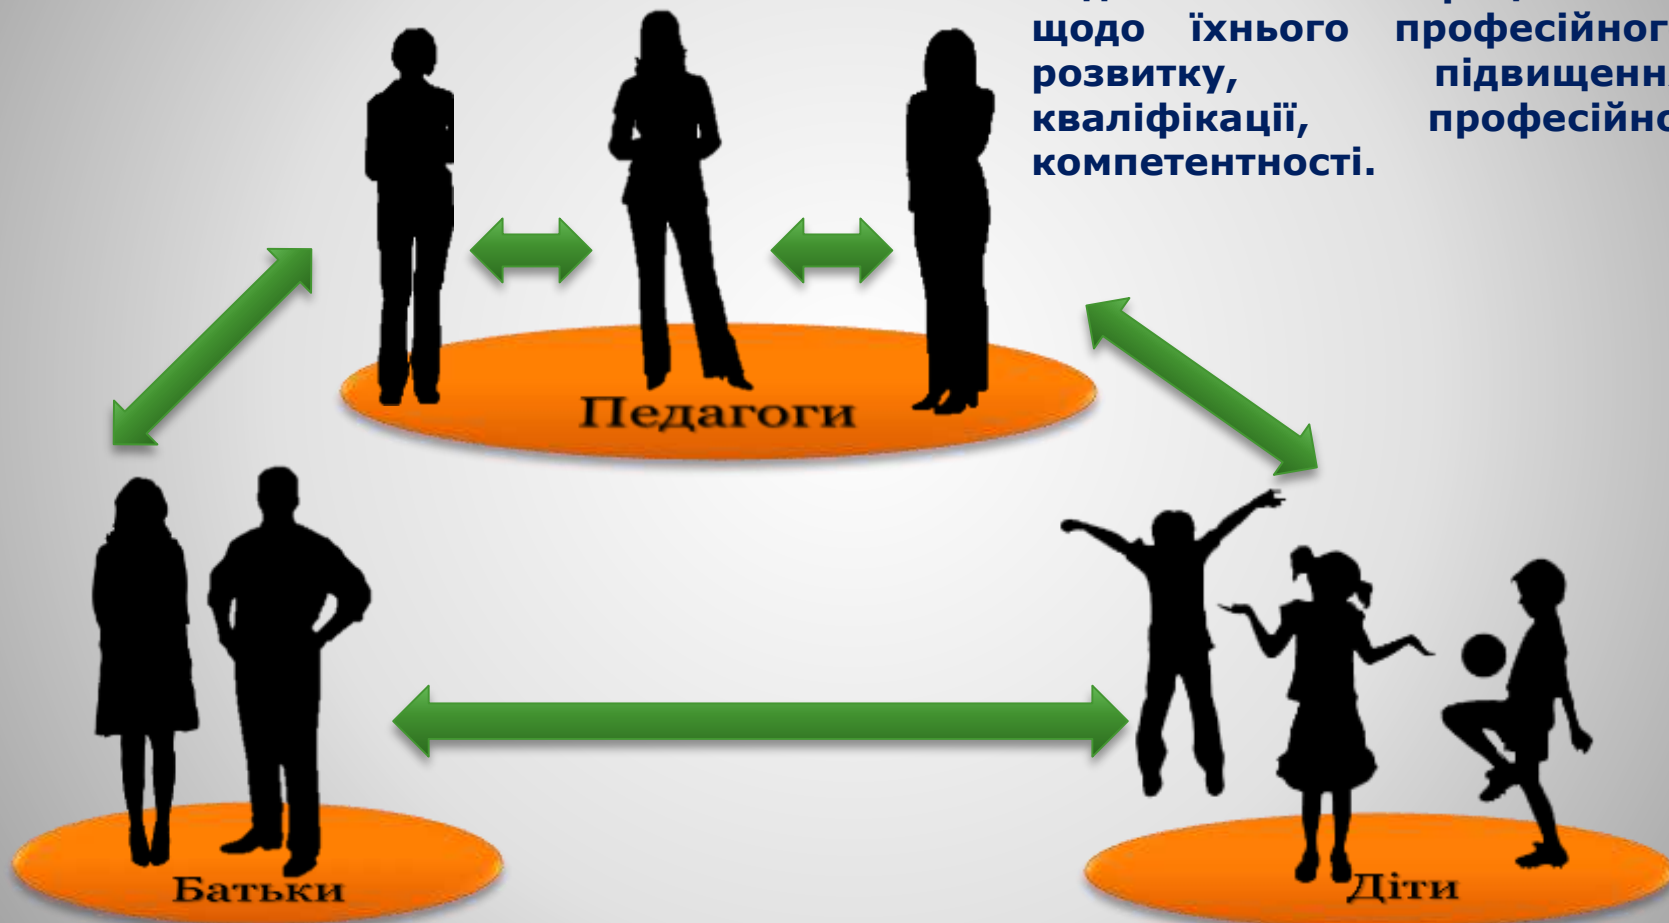 щодо їхнього професійног
розвитку, підвищенн
кваліфікації, професійно
компетентності.
Педагоги
Батьки
Діти